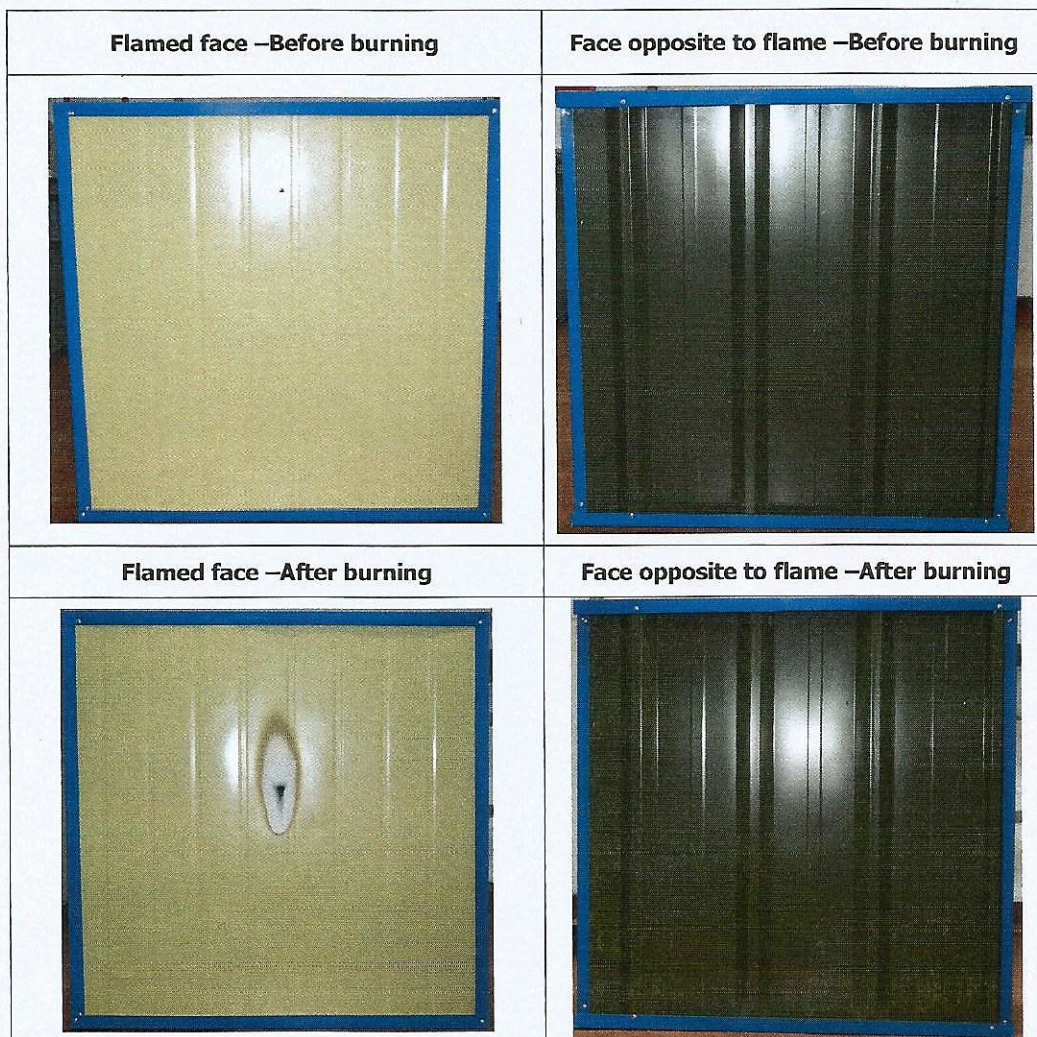 Flamed face –Before burning
Face opposite to flame –Before burning
Flamed face –After burning
Face opposite to flame –After burning